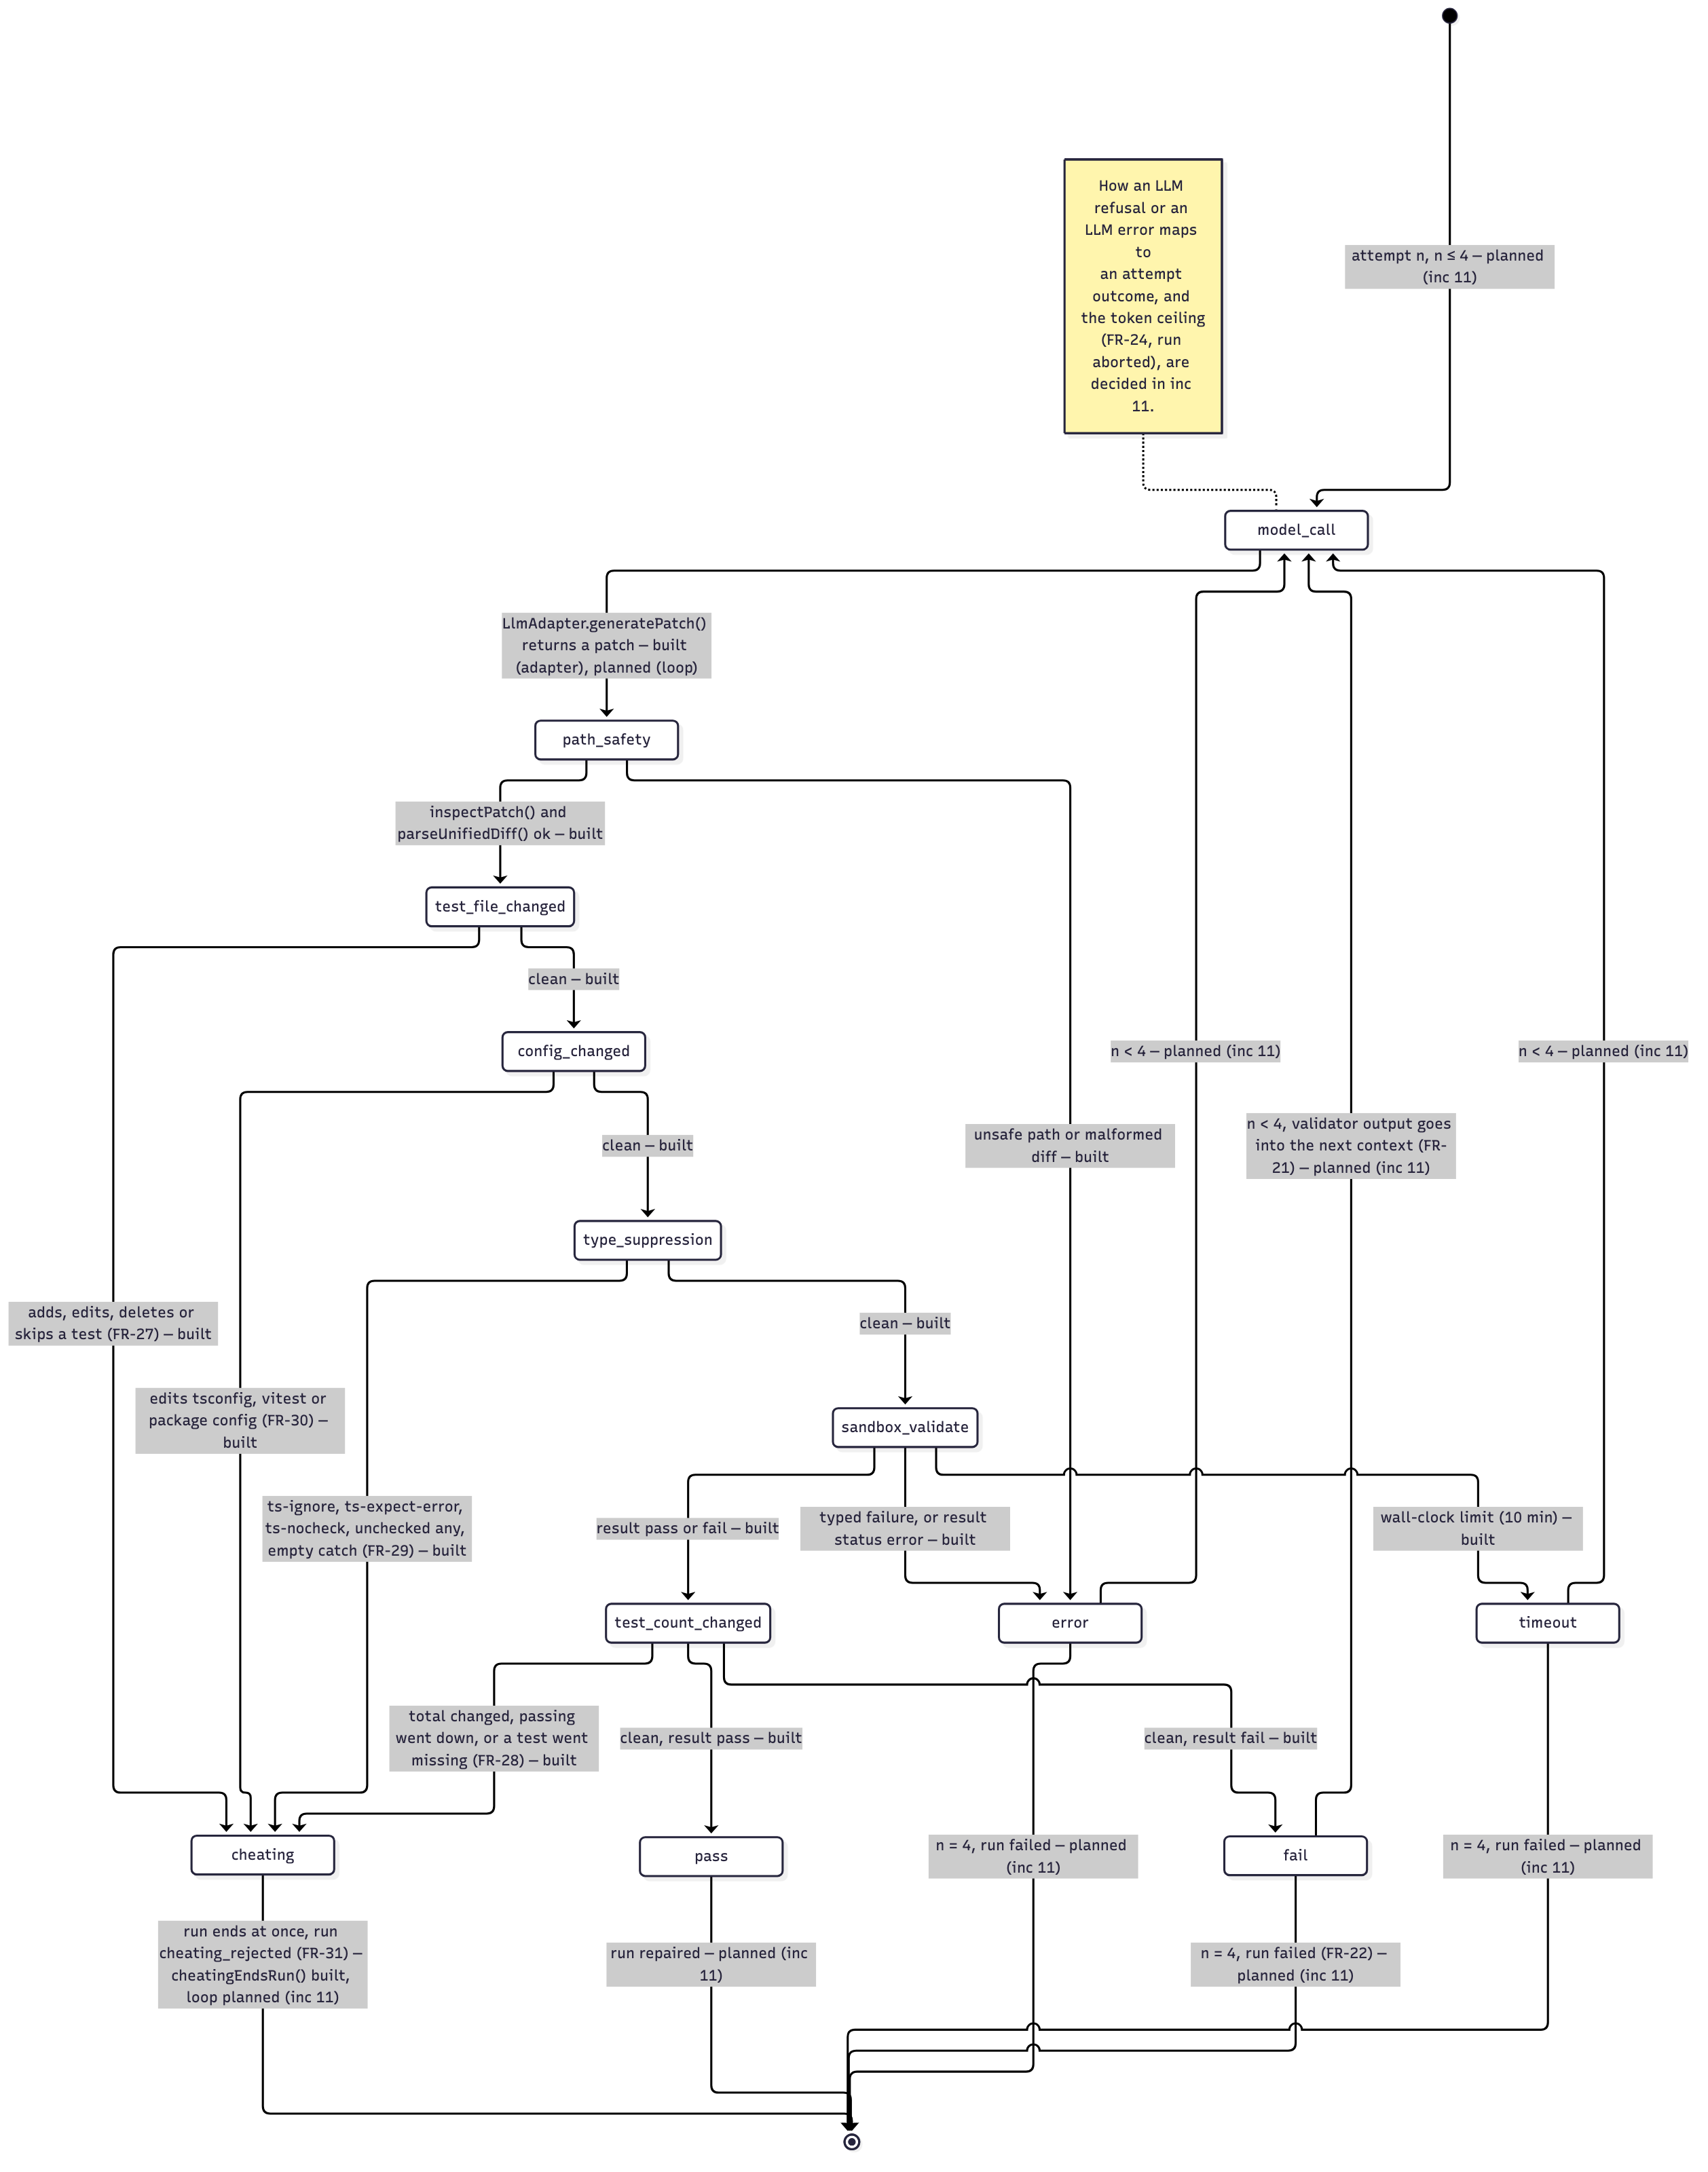 How an LLM
refusal or an
LLM error maps
to
an attempt
outcome, and
the token ceiling
(FR-24, run
aborted), are
decided in inc
11.
attempt n, n ≤ 4 – planned
(inc 11)
model_call
LlmAdapter.generatePatch()
returns a patch – built
(adapter), planned (loop)
path_safety
inspectPatch() and
parseUnifiedDiff() ok – built
test_file_changed
clean – built
config_changed
n < 4 – planned (inc 11)
n < 4 – planned (inc 11)
clean – built
unsafe path or malformed
diff – built
n < 4, validator output goes
into the next context (FR-
21) – planned (inc 11)
type_suppression
adds, edits, deletes or
skips a test (FR-27) – built
clean – built
edits tsconfig, vitest or
package config (FR-30) –
built
sandbox_validate
ts-ignore, ts-expect-error,
ts-nocheck, unchecked any,
empty catch (FR-29) – built
result pass or fail – built
typed failure, or result
status error – built
wall-clock limit (10 min) –
built
test_count_changed
error
timeout
total changed, passing
went down, or a test went
missing (FR-28) – built
clean, result pass – built
clean, result fail – built
cheating
pass
n = 4, run failed – planned
(inc 11)
fail
n = 4, run failed – planned
(inc 11)
run ends at once, run
cheating_rejected (FR-31) –
cheatingEndsRun() built,
loop planned (inc 11)
run repaired – planned (inc
11)
n = 4, run failed (FR-22) –
planned (inc 11)